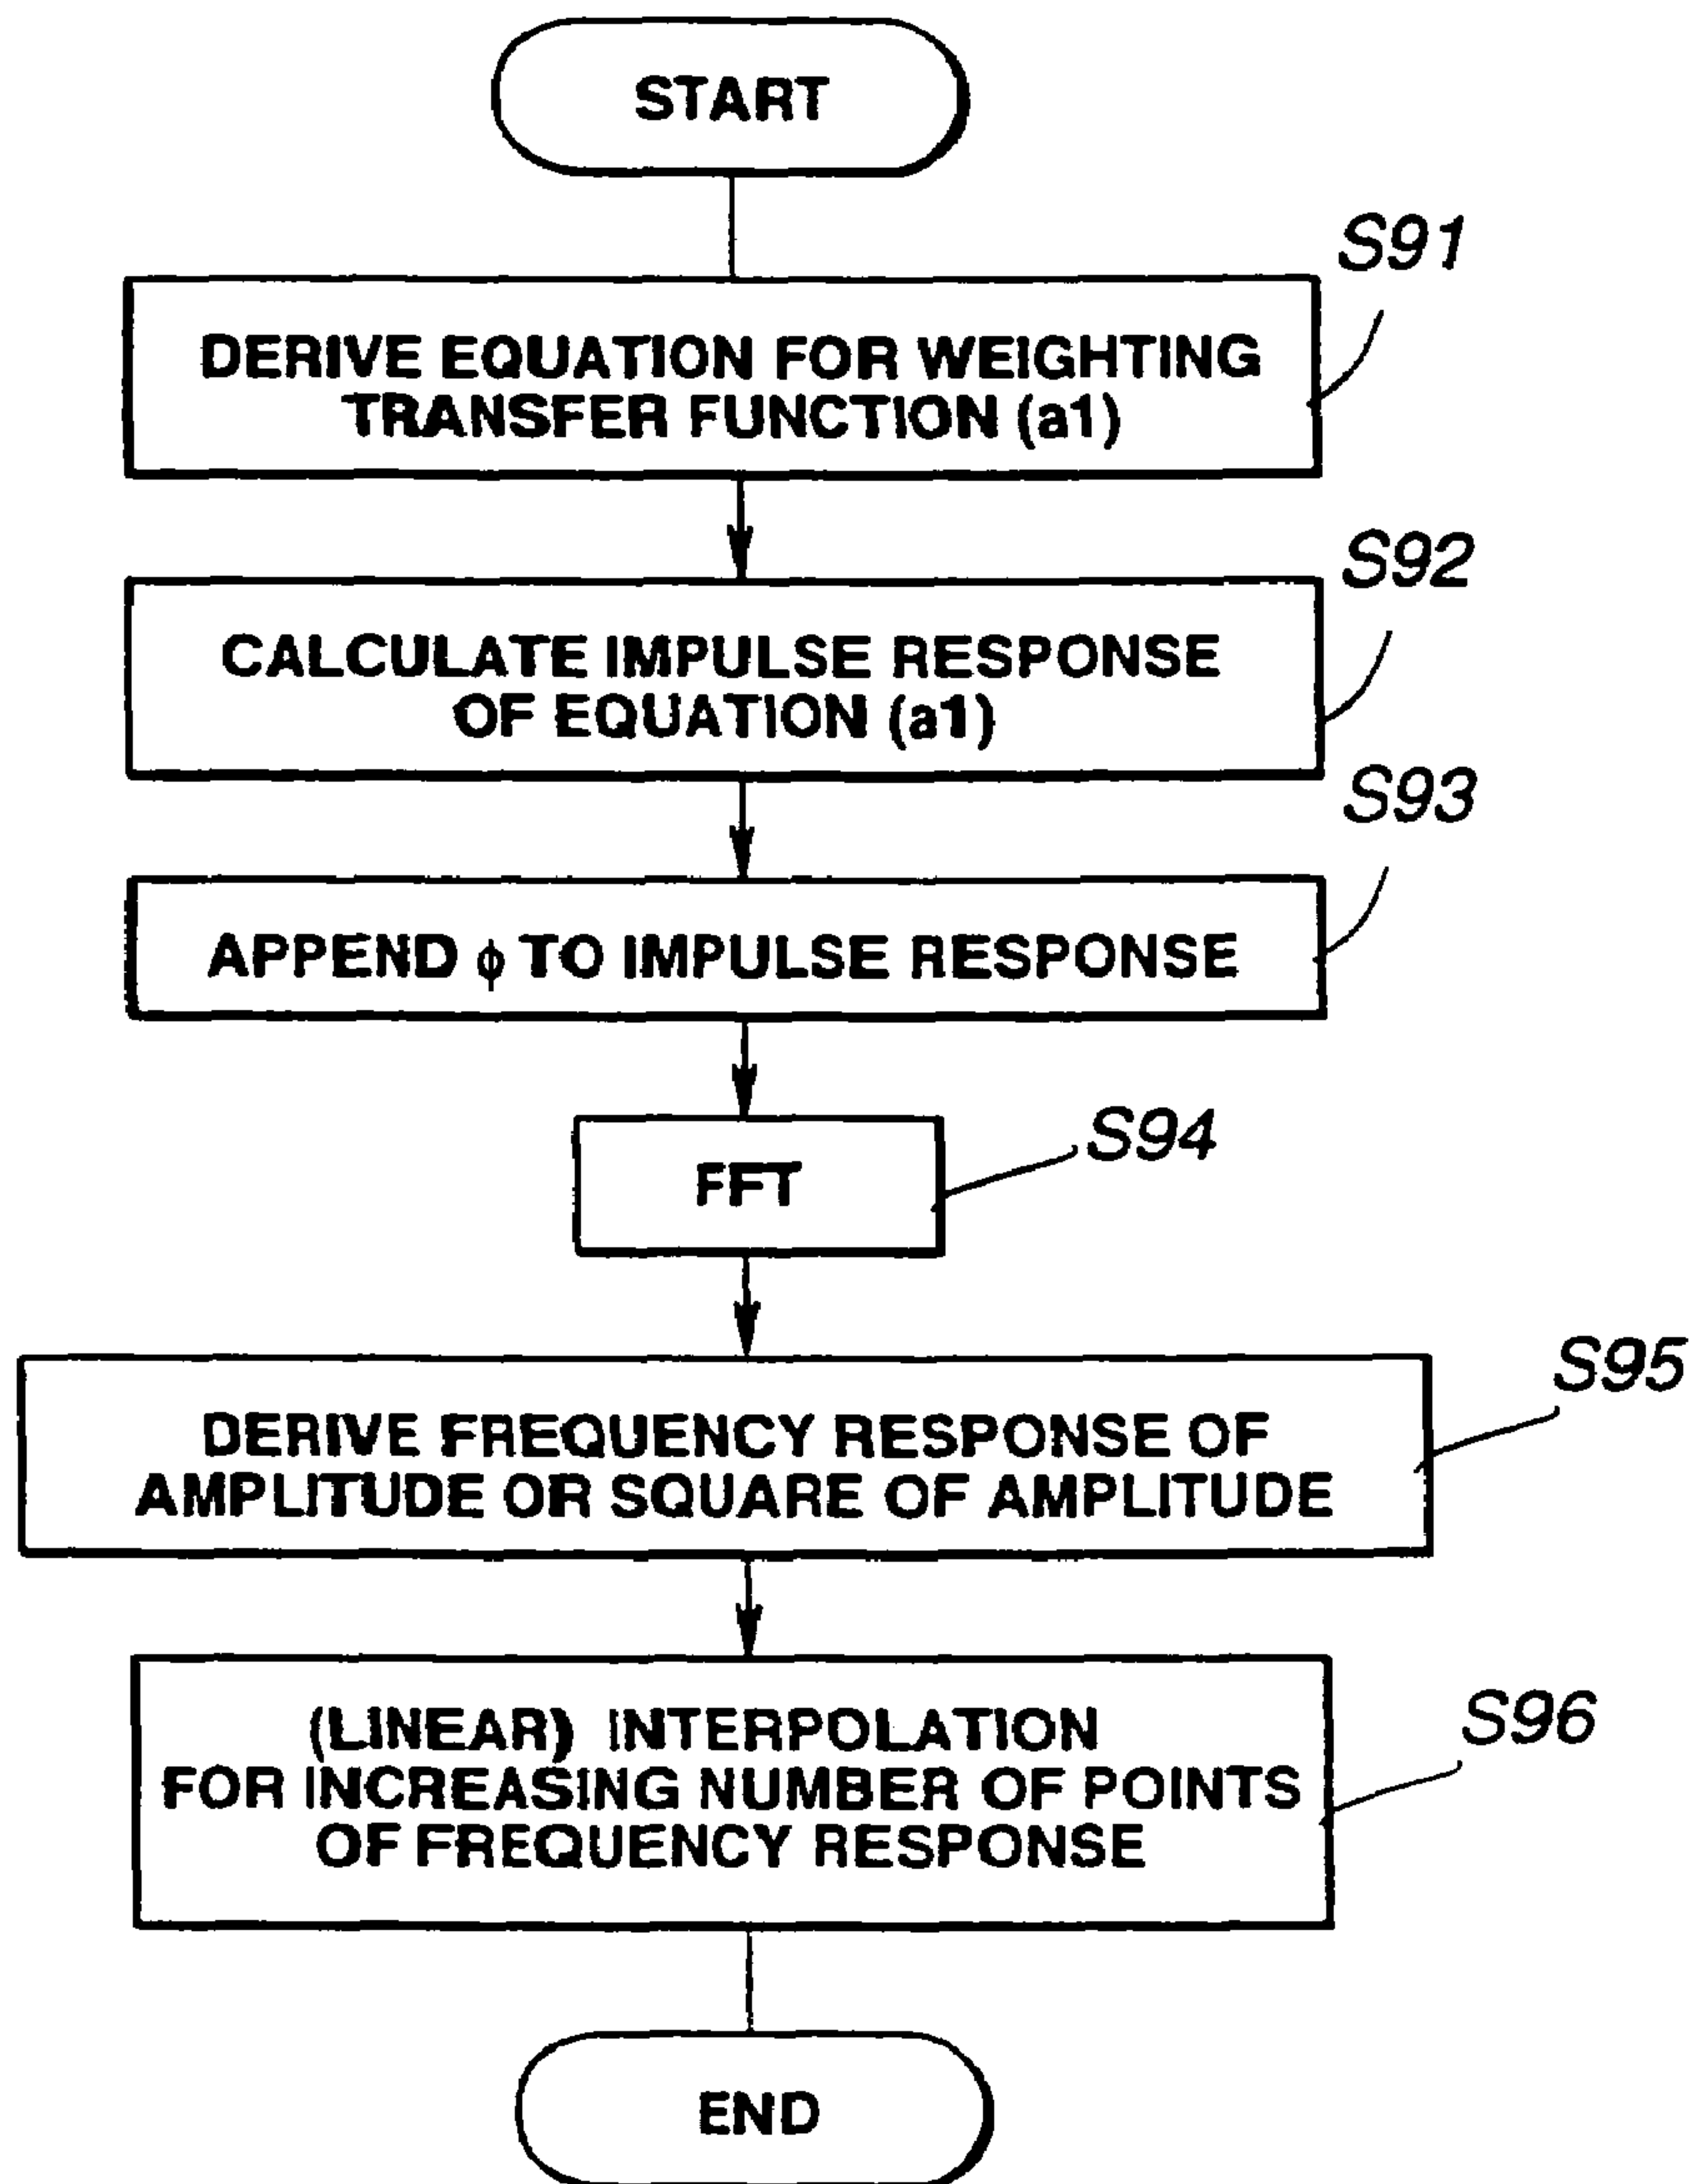 START
S91
DERIVE EQUATION FOR WEIGHTING
TRANSFER FUNCTION (a1)
S92
CALCULATE IMPULSE RESPONSE
OF EQUATION (a1)
S93
APPEND ϕ TO IMPULSE RESPONSE
S94
FFT
S95
DERIVE FREQUENCY RESPONSE OF
AMPLITUDE OR SQUARE OF AMPLITUDE
S96
(LINEAR) INTERPOLATION
FOR INCREASING NUMBER OF POINTS
OF FREQUENCY RESPONSE
END